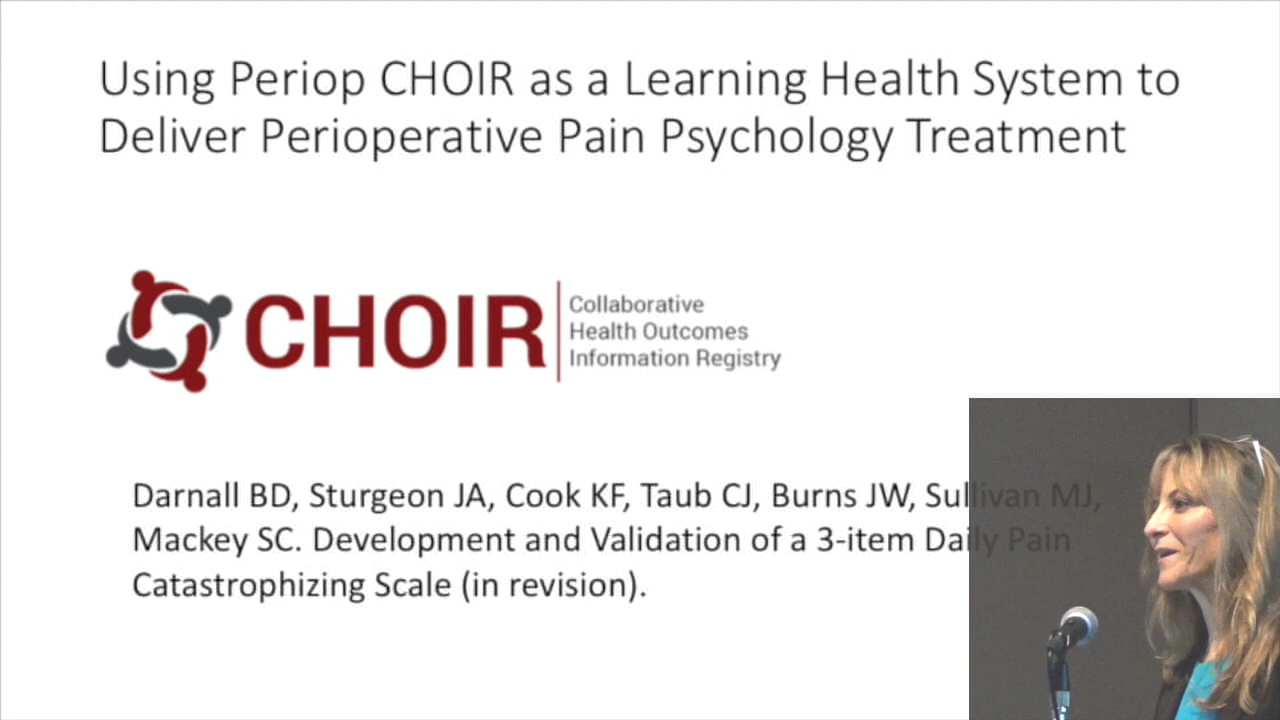 Using Periop CHOIR as a Learning Health System to
Deliver Perioperative Pain Psychology Treatment
CHOIR
Collaborative
Health Outcomes
Information Registry
Darnall BD, Sturgeon JA, Cook KF, Taub CJ, Burns JW, Sullivan MJ,
Mackey SC. Development and Validation of a 3-item Daily Pain
Catastrophizing Scale (in revision).